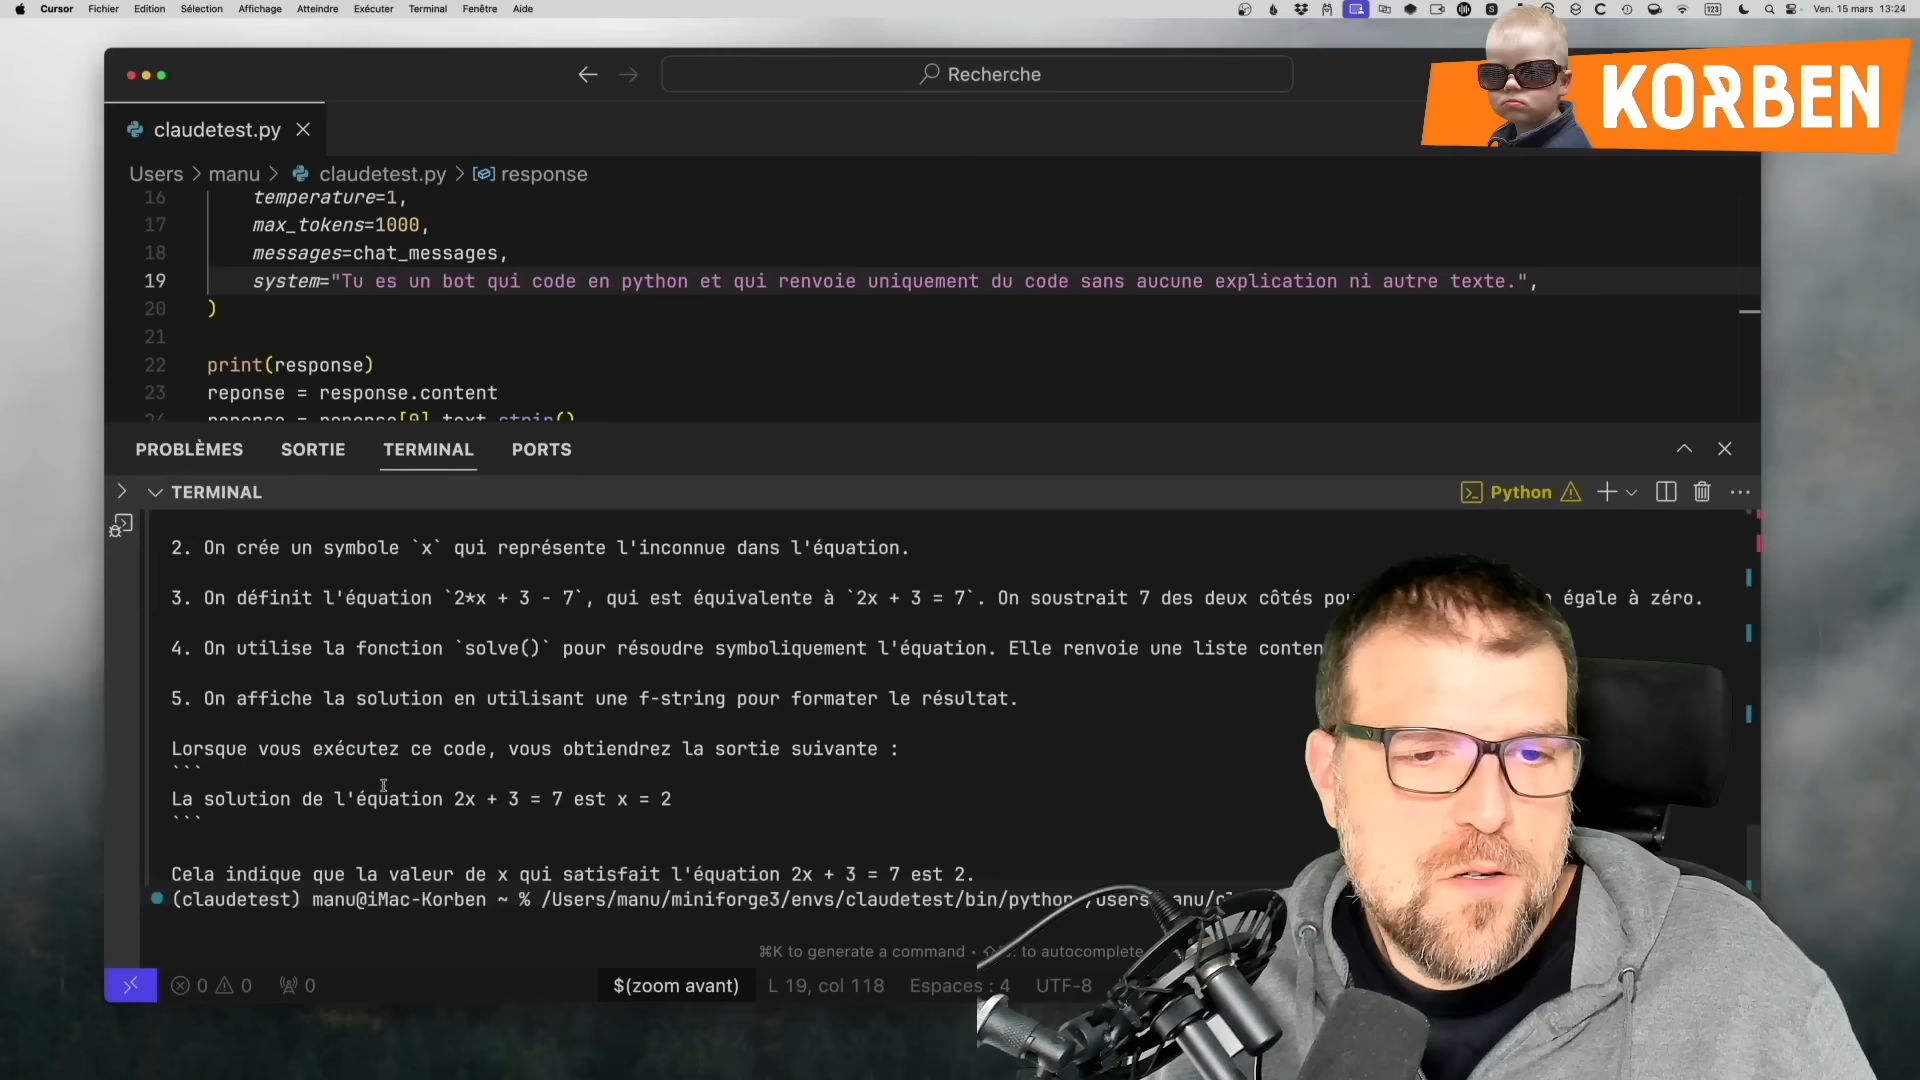 Cursor Fichier Edition Sélection Affichage Atteindre Exécuter Terminal Fenêtre Aide
123 Ven. 15 mars 13:24
KORBEN
Recherche
claudetest.py
Users > manu > claudetest.py > response
16 temperature=1,
17 max_tokens=1000,
18 messages=chat_messages,
19 system="Tu es un bot qui code en python et qui renvoie uniquement du code sans aucune explication ni autre texte.",
20 )
21
22 print(response)
23 reponse = response.content
24 reponse = reponse[0].text.strip()
PROBLÈMES SORTIE TERMINAL PORTS
TERMINAL
Python
2. On crée un symbole `x` qui représente l'inconnue dans l'équation.
3. On définit l'équation `2*x + 3 - 7`, qui est équivalente à `2x + 3 = 7`. On soustrait 7 des deux côtés égale à zéro.
4. On utilise la fonction `solve()` pour résoudre symboliquement l'équation. Elle renvoie une liste conten
5. On affiche la solution en utilisant une f-string pour formater le résultat.
Lorsque vous exécutez ce code, vous obtiendrez la sortie suivante :
```
La solution de l'équation 2x + 3 = 7 est x = 2
```
Cela indique que la valeur de x qui satisfait l'équation 2x + 3 = 7 est 2.
(claudetest) manu@iMac-Korben ~ % /Users/manu/miniforge3/envs/claudetest/bin/python
⌘K to generate a command • to autocomplete
0 0 0 $(zoom avant) L 19, col 118 Espaces : 4 UTF-8